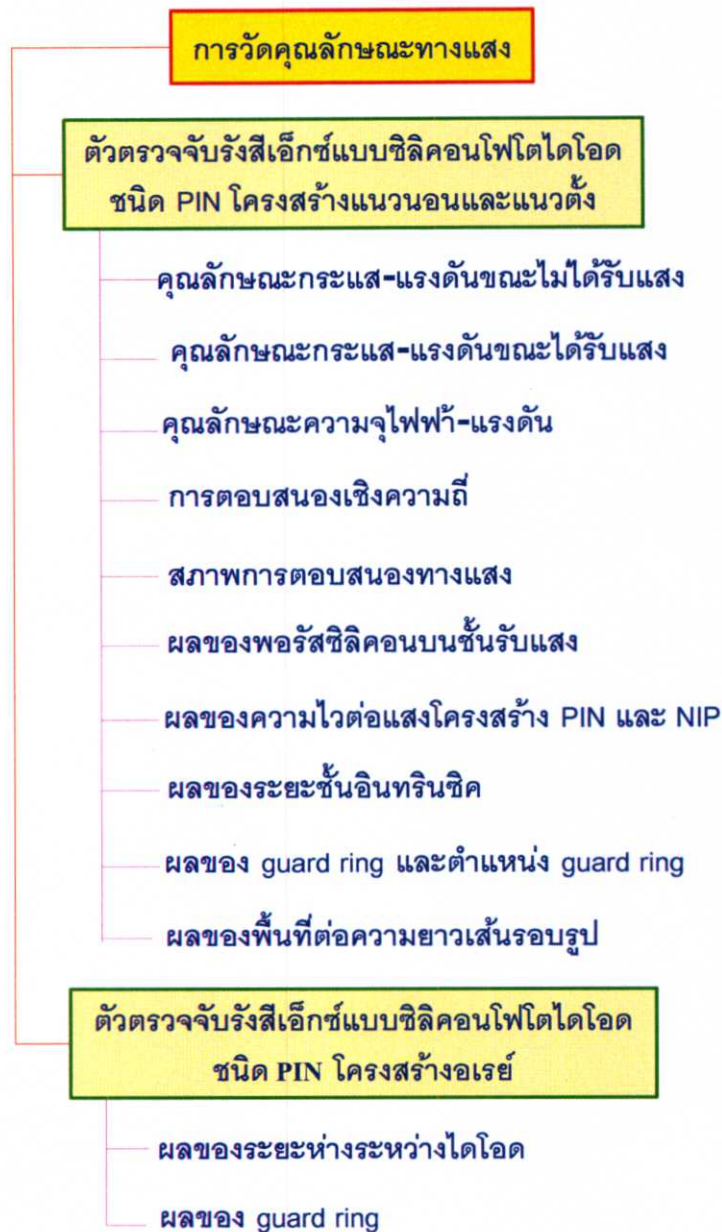 การวัดคุณลักษณะทางแสง
ตัวตรวจจับรังสีเอ็กซ์แบบซิลิคอนโฟโตไดโอด
ชนิด PIN โครงสร้างแนวนอนและแนวตั้ง
คุณลักษณะกระแส-แรงดันขณะไม่ได้รับแสง
คุณลักษณะกระแส-แรงดันขณะได้รับแสง
คุณลักษณะความจุไฟฟ้า-แรงดัน
การตอบสนองเชิงความถี่
สภาพการตอบสนองทางแสง
ผลของพอรัสซิลิคอนบนชั้นรับแสง
ผลของความไวต่อแสงโครงสร้าง PIN และ NIP
ผลของระยะชั้นอินทรินซิค
ผลของ guard ring และตำแหน่ง guard ring
ผลของพื้นที่ต่อความยาวเส้นรอบรูป
ตัวตรวจจับรังสีเอ็กซ์แบบซิลิคอนโฟโตไดโอด
ชนิด PIN โครงสร้างอเรย์
ผลของระยะห่างระหว่างไดโอด
ผลของ guard ring